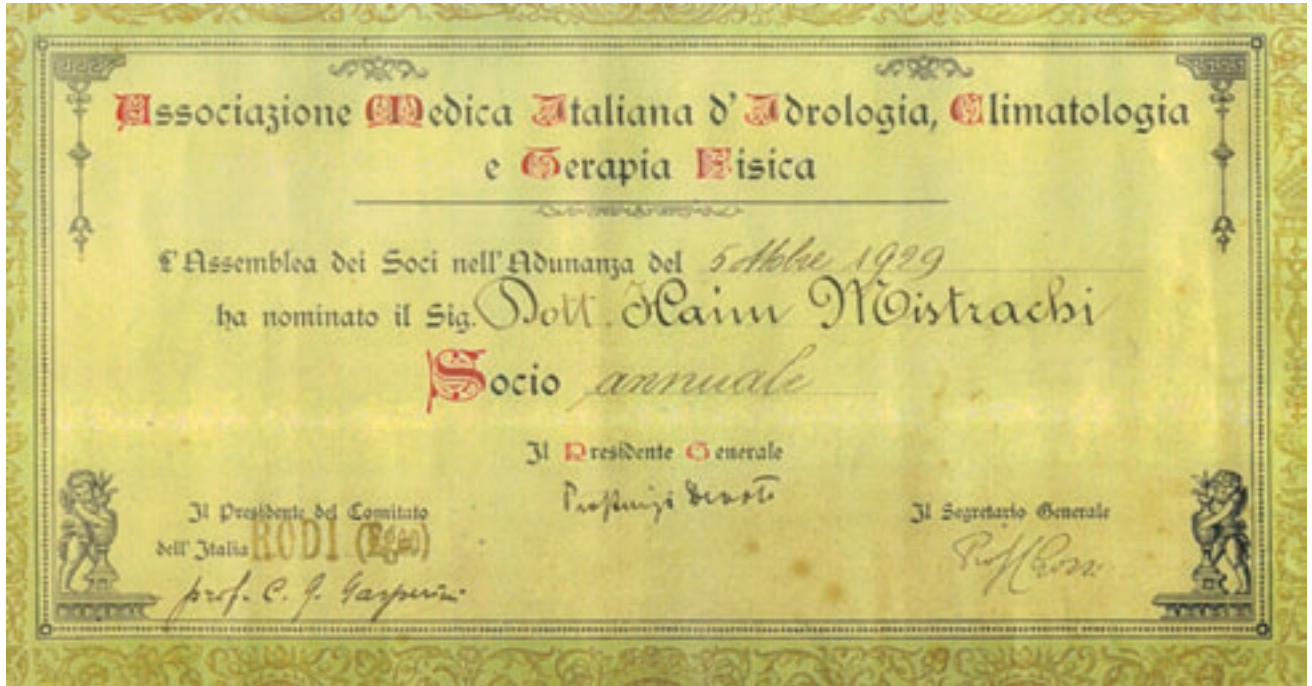 Associazione Medica Italiana d'Idrologia, Climatologia
e Terapia Fisica
L'Assemblea dei Soci nell'Adunanza del 5 1929
ha nominato il Sig. Dott. Haim Mistrachi
Socio annuale
Il Presidente Generale
Il Presidente del Comitato
dell'Italia RODI (Egeo)
prof. C. G. Gasperini
Il Segretario Generale
Prof